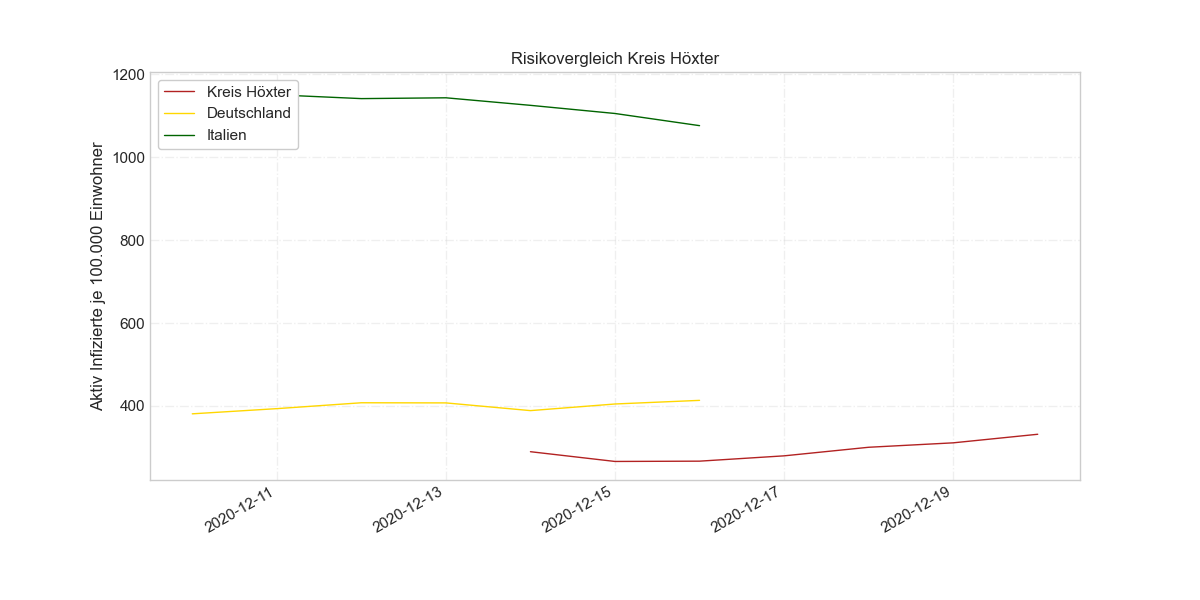 Risikovergleich Kreis Höxter
Kreis Höxter
Deutschland
Italien
Aktiv Infizierte je 100.000 Einwohner
1200
1000
800
600
400
2020-12-11
2020-12-13
2020-12-15
2020-12-17
2020-12-19